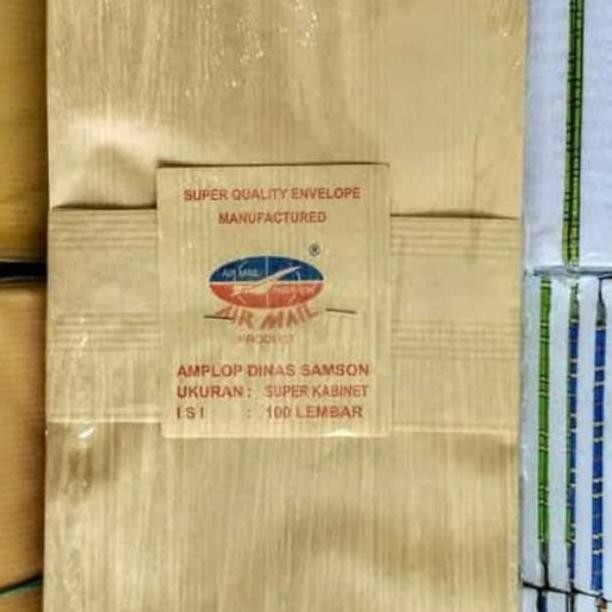 SUPER QUALITY ENVELOPE
MANUFACTURED
®
AIR MAIL
AIR MAIL
PRODUCT
AMPLOP DINAS SAMSON
UKURAN : SUPER KABINET
ISI : 100 LEMBAR